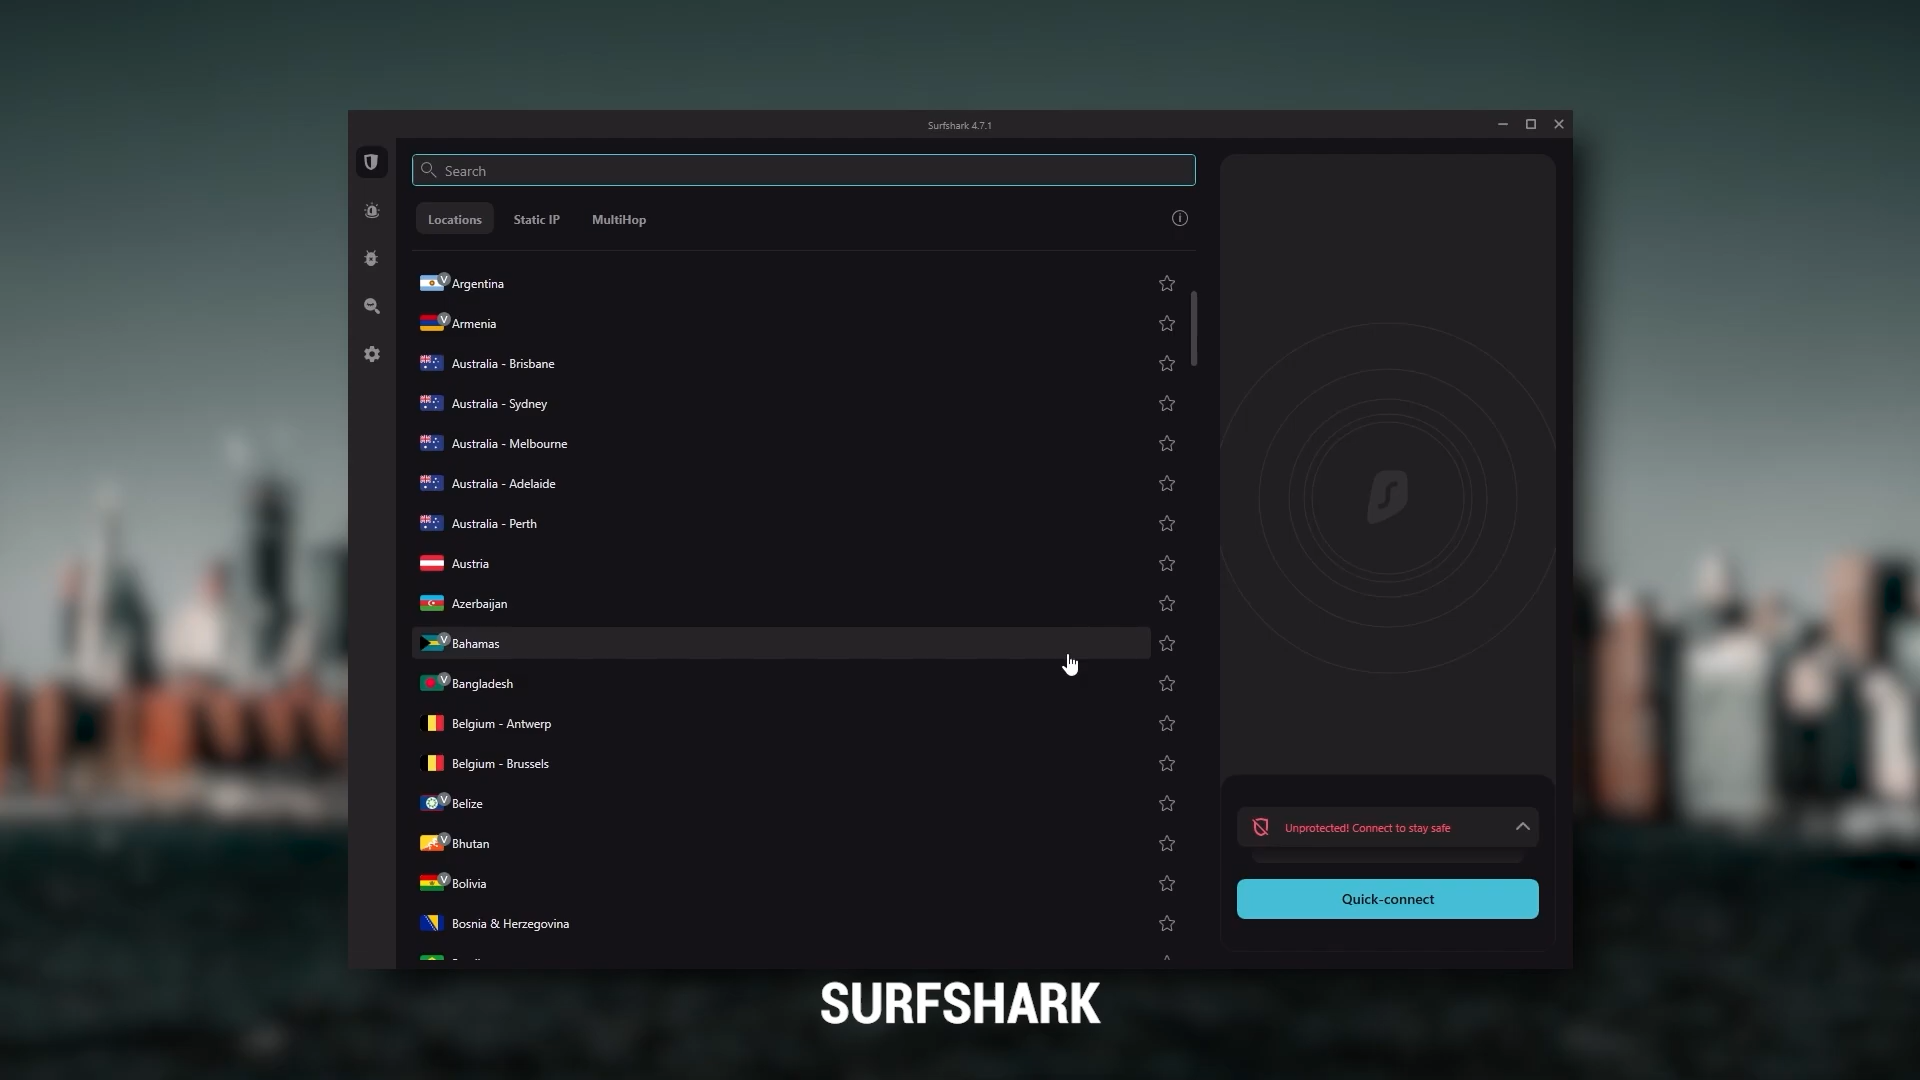 Surfshark 4.7.1
Search
Locations
Static IP
MultiHop
V
Argentina
V
Armenia
Australia - Brisbane
Australia - Sydney
Australia - Melbourne
Australia - Adelaide
Australia - Perth
Austria
Azerbaijan
V
Bahamas
V
Bangladesh
Belgium - Antwerp
Belgium - Brussels
V
Belize
V
Bhutan
V
Bolivia
Bosnia & Herzegovina
Unprotected! Connect to stay safe
Quick-connect
SURFSHARK